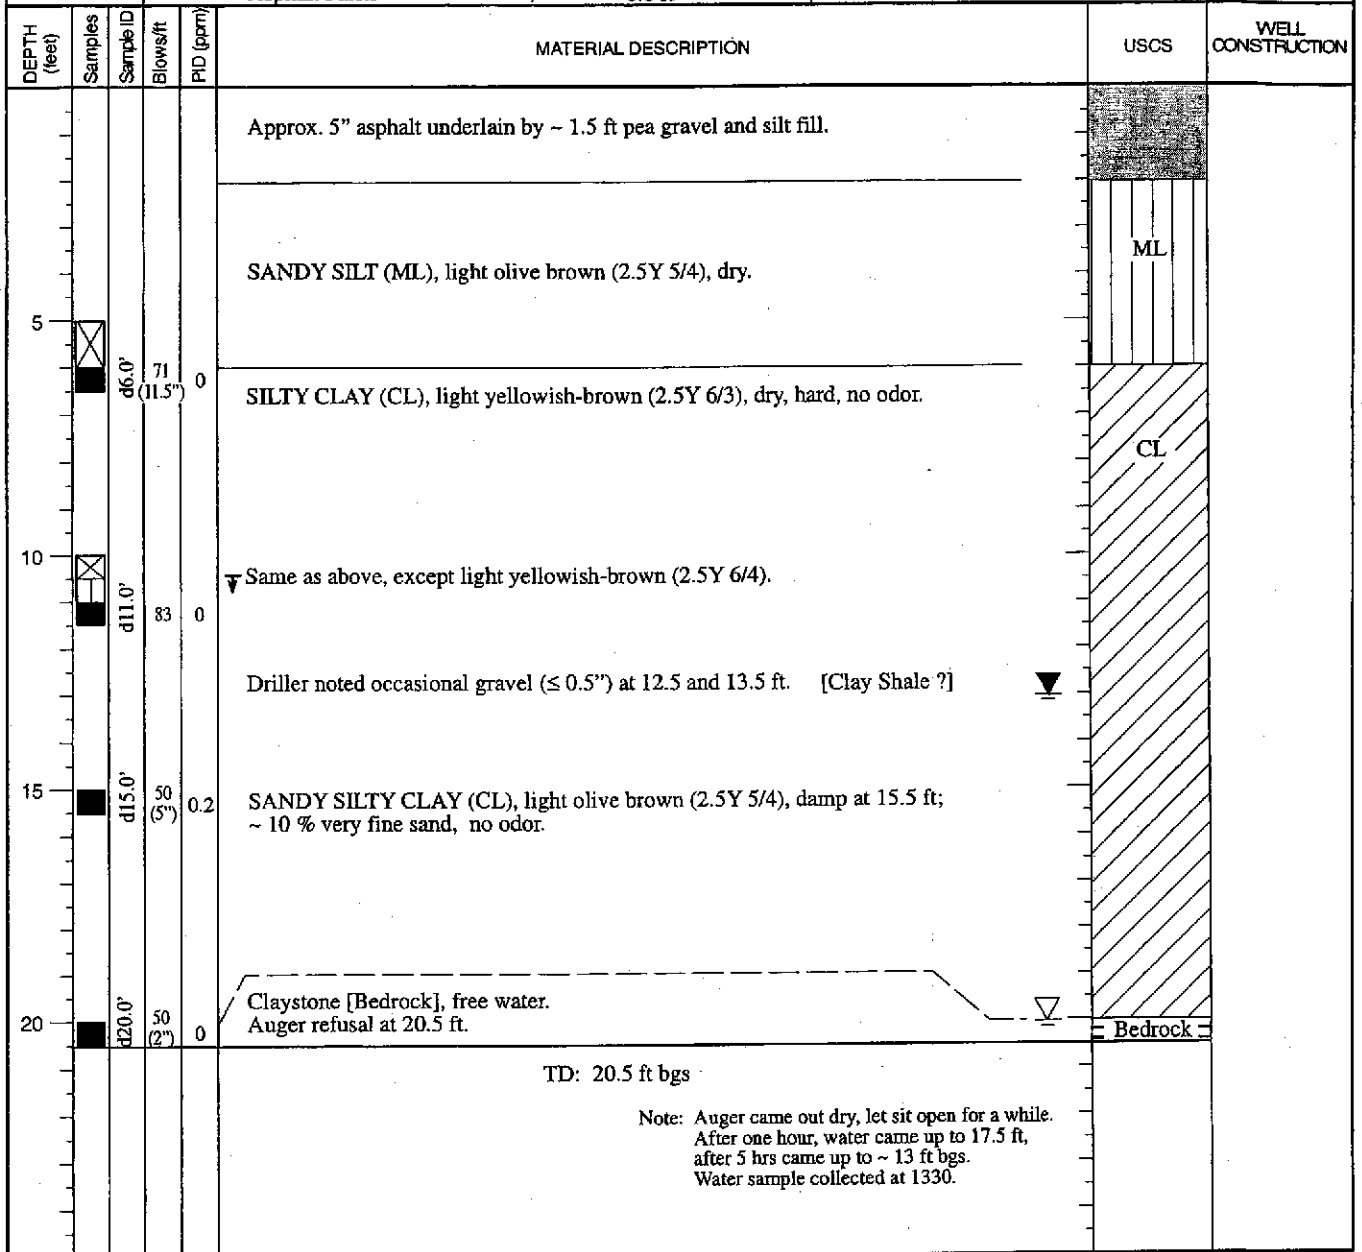 DEPTH (feet)
Samples
Sample ID
Blows/ft
PID (ppm)
MATERIAL DESCRIPTION
USCS
WELL CONSTRUCTION
Approx. 5" asphalt underlain by ~ 1.5 ft pea gravel and silt fill.
SANDY SILT (ML), light olive brown (2.5Y 5/4), dry.
ML
5
d6.0'
71 (11.5")
0
SILTY CLAY (CL), light yellowish-brown (2.5Y 6/3), dry, hard, no odor.
CL
10
Same as above, except light yellowish-brown (2.5Y 6/4).
d11.0'
83
0
Driller noted occasional gravel (≤ 0.5") at 12.5 and 13.5 ft. [Clay Shale ?]
15
d15.0'
50 (5")
0.2
SANDY SILTY CLAY (CL), light olive brown (2.5Y 5/4), damp at 15.5 ft;
~ 10 % very fine sand, no odor.
Claystone [Bedrock], free water.
20
d20.0'
50 (2")
0
Auger refusal at 20.5 ft.
Bedrock
TD: 20.5 ft bgs
Note: Auger came out dry, let sit open for a while.
After one hour, water came up to 17.5 ft,
after 5 hrs came up to ~ 13 ft bgs.
Water sample collected at 1330.